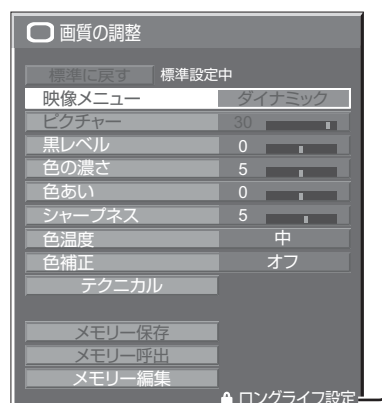 画質の調整
標準に戻す 標準設定中
映像メニュー ダイナミック
ピクチャー 30
黒レベル 0
色の濃さ 5
色あい 0
シャープネス 5
色温度 中
色補正 オフ
テクニカル
メモリー保存
メモリー呼出
メモリー編集
ロングライフ設定